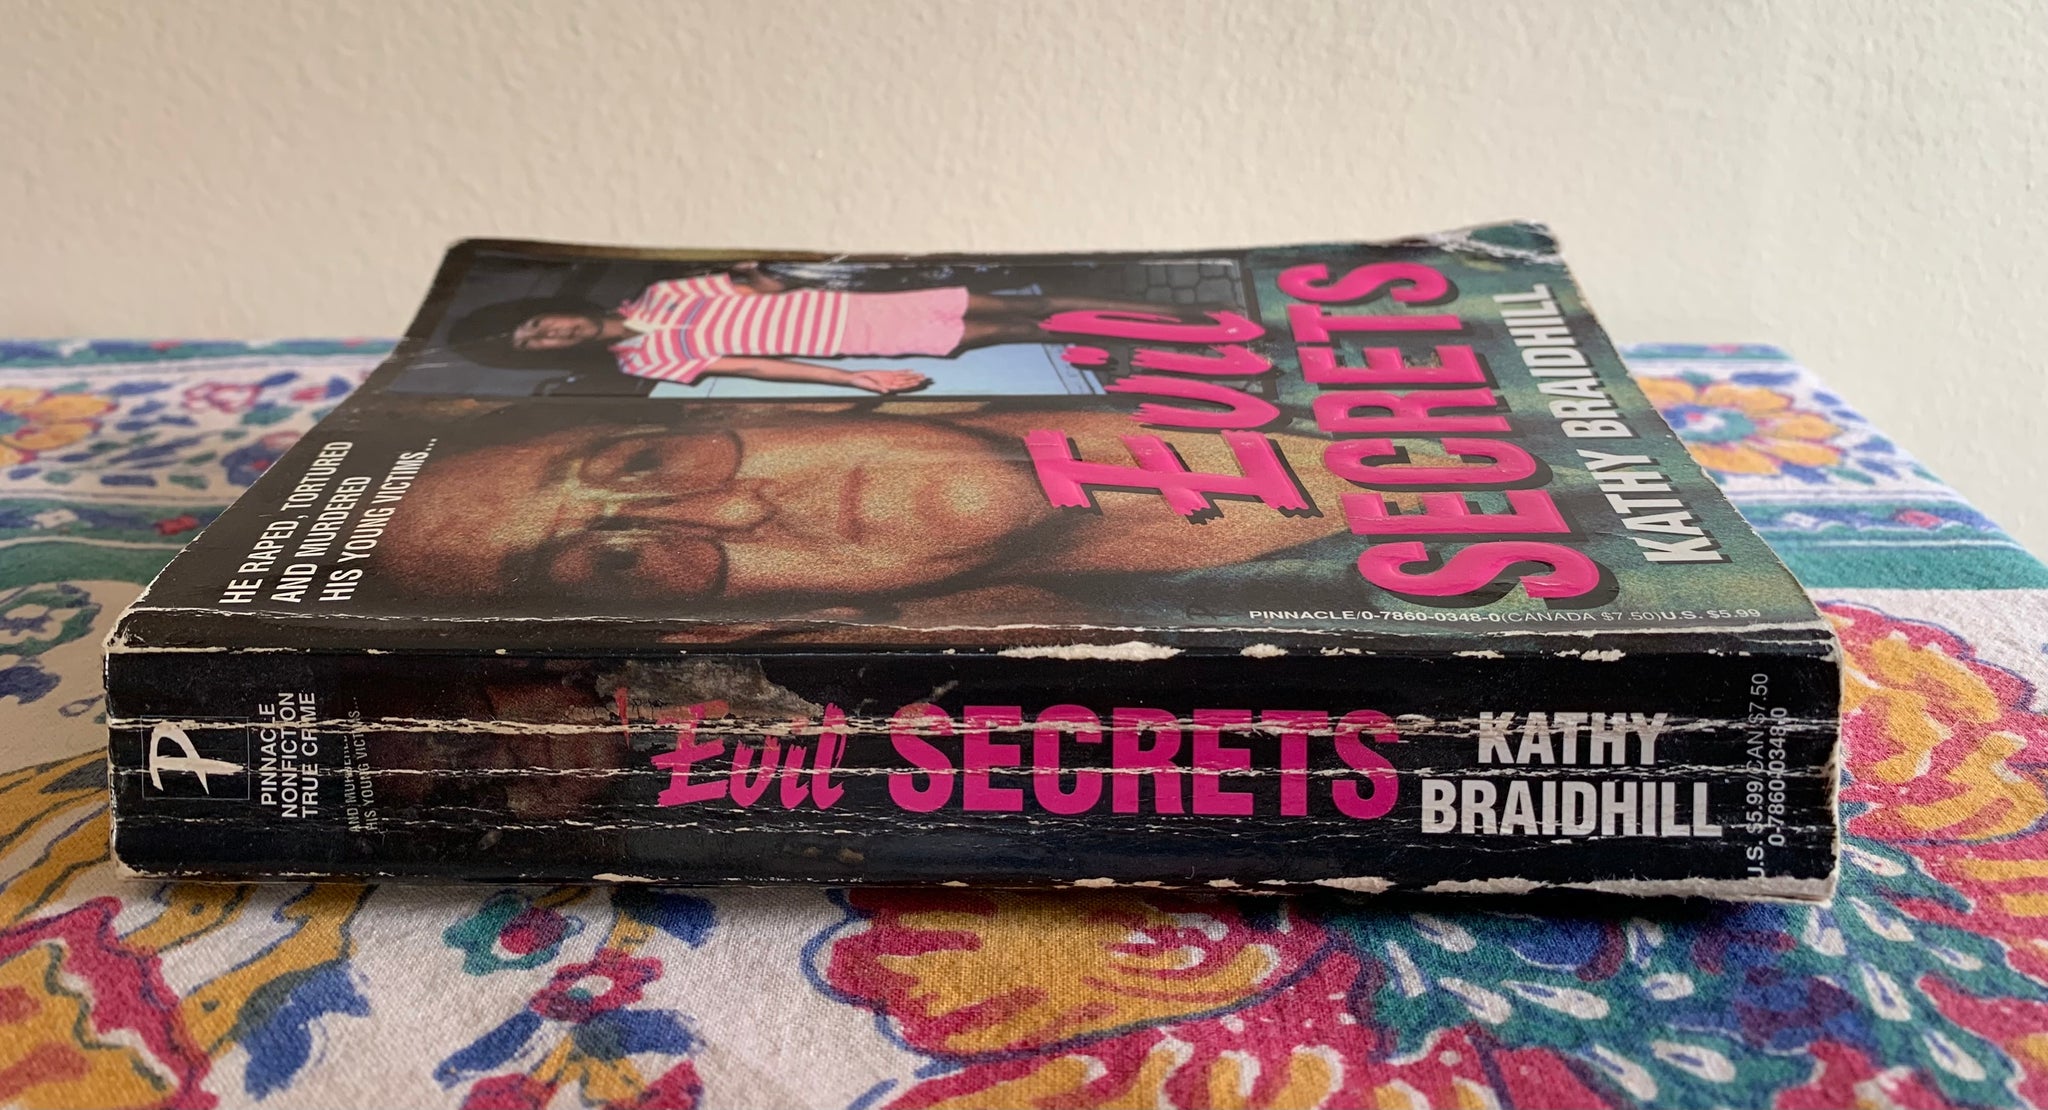 HE RAPED, TORTURED
AND MURDERED
HIS YOUNG VICTIMS...
Evil
SECRETS
KATHY BRAIDHILL
PINNACLE/0-7860-0348-0(CANADA $7.50)U.S. $5.99
P
PINNACLE
NONFICTION
TRUE CRIME
AND MURDERED
HIS YOUNG VICTIMS...
Evil SECRETS
KATHY
BRAIDHILL
U.S. $5.99/CAN $7.50
0-7860-0348-0